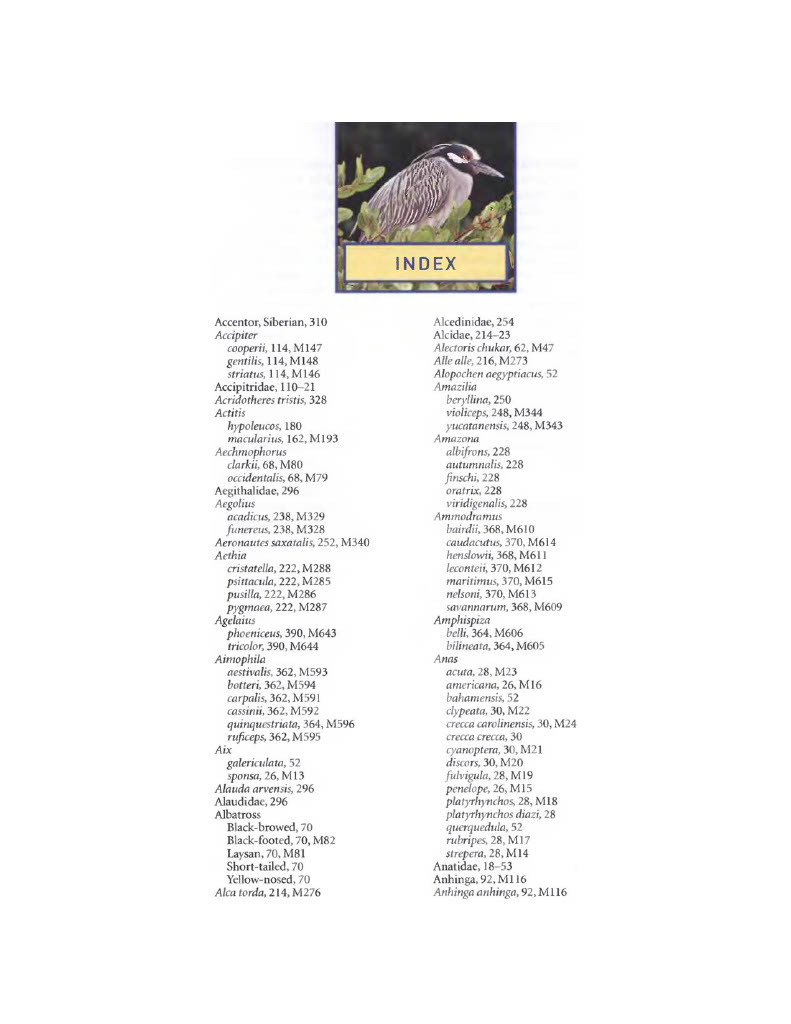 INDEX
Accentor, Siberian, 310
Accipiter
cooperii, 114, M147
gentilis, 114, M148
striatus, 114, M146
Accipitridae, 110–21
Acridotheres tristis, 328
Actitis
hypoleucos, 180
macularius, 162, M193
Aechmophorus
clarkii, 68, M80
occidentalis, 68, M79
Aegithalidae, 296
Aegolius
acadicus, 238, M329
funereus, 238, M328
Aeronautes saxatalis, 252, M340
Aethia
cristatella, 222, M288
psittacula, 222, M285
pusilla, 222, M286
pygmaea, 222, M287
Agelaius
phoeniceus, 390, M643
tricolor, 390, M644
Aimophila
aestivalis, 362, M593
botteri, 362, M594
carpalis, 362, M591
cassinii, 362, M592
quinquestriata, 364, M596
ruficeps, 362, M595
Aix
galericulata, 52
sponsa, 26, M13
Alauda arvensis, 296
Alaudidae, 296
Albatross
Black-browed, 70
Black-footed, 70, M82
Laysan, 70, M81
Short-tailed, 70
Yellow-nosed, 70
Alca torda, 214, M276
Alcedinidae, 254
Alcidae, 214–23
Alectoris chukar, 62, M47
Alle alle, 216, M273
Alopochen aegyptiacus, 52
Amazilia
beryllina, 250
violiceps, 248, M344
yucatanensis, 248, M343
Amazona
albifrons, 228
autumnalis, 228
finschi, 228
oratrix, 228
viridigenalis, 228
Ammodramus
bairdii, 368, M610
caudacutus, 370, M614
henslowii, 368, M611
leconteii, 370, M612
maritimus, 370, M615
nelsoni, 370, M613
savannarum, 368, M609
Amphispiza
belli, 364, M606
bilineata, 364, M605
Anas
acuta, 28, M23
americana, 26, M16
bahamensis, 52
clypeata, 30, M22
crecca carolinensis, 30, M24
crecca crecca, 30
cyanoptera, 30, M21
discors, 30, M20
fulvigula, 28, M19
penelope, 26, M15
platyrhynchos, 28, M18
platyrhynchos diazi, 28
querquedula, 52
rubripes, 28, M17
strepera, 28, M14
Anatidae, 18–53
Anhinga, 92, M116
Anhinga anhinga, 92, M116